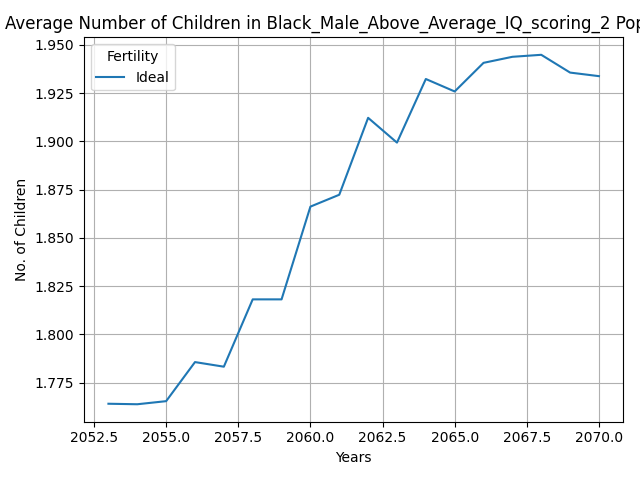 Average Number of Children in Black_Male_Above_Average_IQ_scoring_2 Pop
Fertility
Ideal
No. of Children
1.950
1.925
1.900
1.875
1.850
1.825
1.800
1.775
2052.5 2055.0 2057.5 2060.0 2062.5 2065.0 2067.5 2070.0
Years